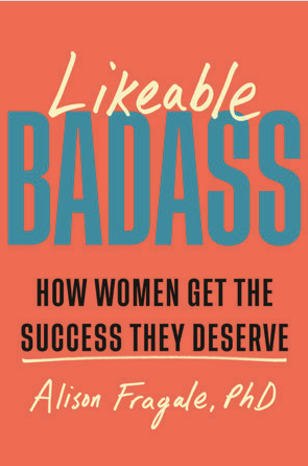 Likeable
BADASS
HOW WOMEN GET THE
SUCCESS THEY DESERVE
Alison Fragale, PhD